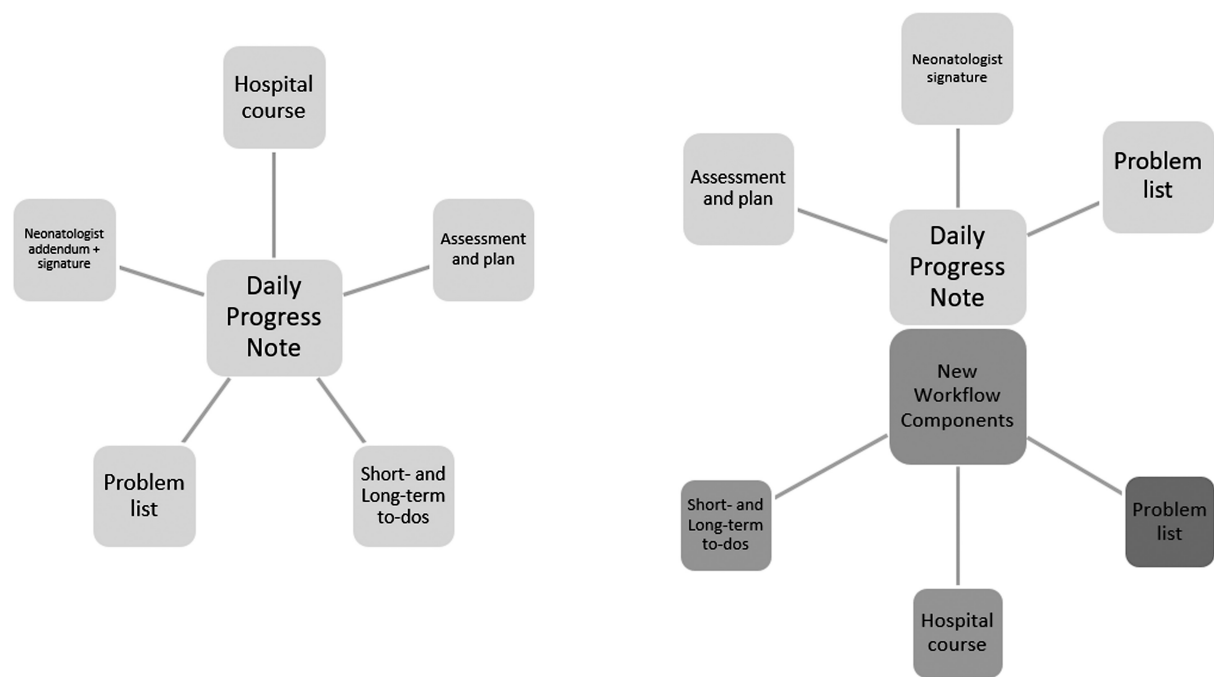 Hospital
course
Neonatologist
addendum +
signature
Assessment
and plan
Daily
Progress
Note
Problem
list
Short- and
Long-term
to-dos
Neonatologist
signature
Assessment
and plan
Problem
list
Daily
Progress
Note
New
Workflow
Components
Short- and
Long-term
to-dos
Problem
list
Hospital
course